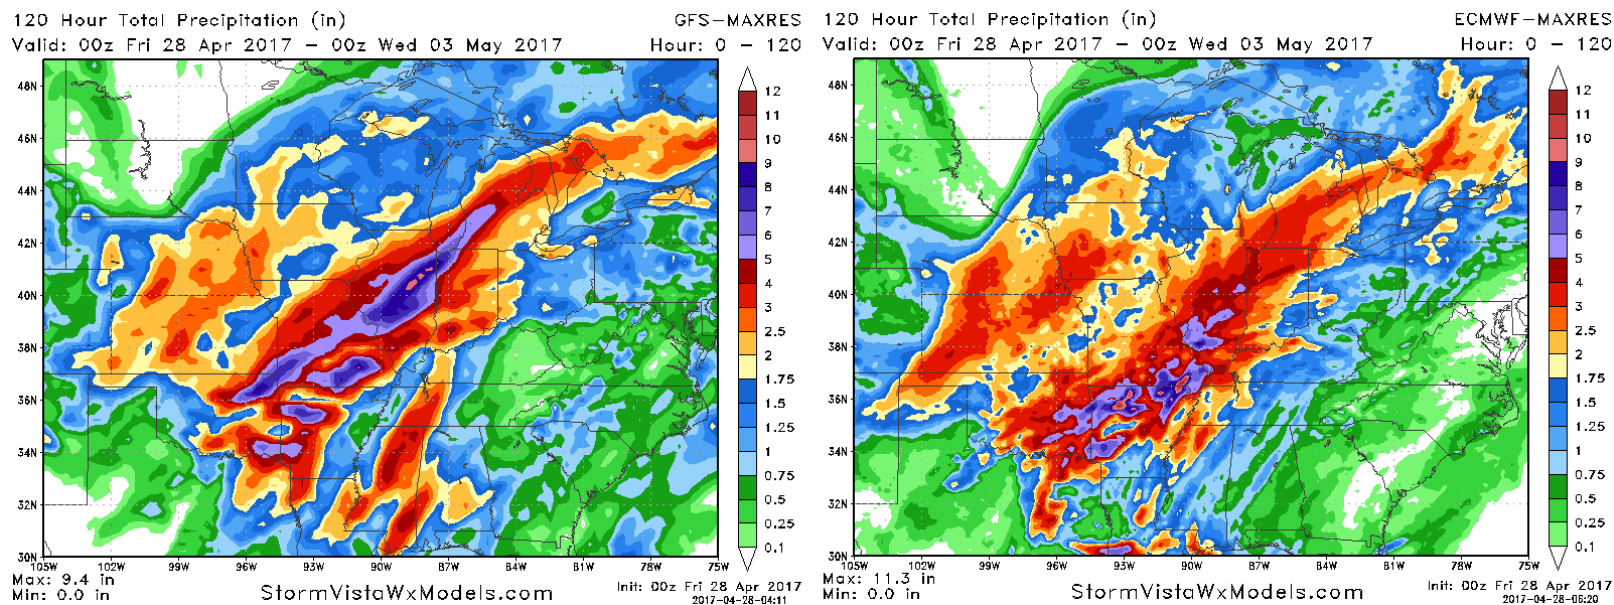 120 Hour Total Precipitation (in) GFS-MAXRES
Valid: 00z Fri 28 Apr 2017 - 00z Wed 03 May 2017 Hour: 0 - 120
48N
46N
44N
42N
40N
38N
36N
34N
32N
30N
105W 102W 99W 96W 93W 90W 87W 84W 81W 78W 75W
12
11
10
9
8
7
6
5
4
3
2.5
2
1.75
1.5
1.25
1
0.75
0.5
0.25
0.1
Max: 9.4 in
Min: 0.0 in
StormVistaWxModels.com
Init: 00z Fri 28 Apr 2017
2017-04-28-04:11
120 Hour Total Precipitation (in) ECMWF-MAXRES
Valid: 00z Fri 28 Apr 2017 - 00z Wed 03 May 2017 Hour: 0 - 120
48N
46N
44N
42N
40N
38N
36N
34N
32N
30N
105W 102W 99W 96W 93W 90W 87W 84W 81W 78W 75W
12
11
10
9
8
7
6
5
4
3
2.5
2
1.75
1.5
1.25
1
0.75
0.5
0.25
0.1
Max: 11.3 in
Min: 0.0 in
StormVistaWxModels.com
Init: 00z Fri 28 Apr 2017
2017-04-28-06:20